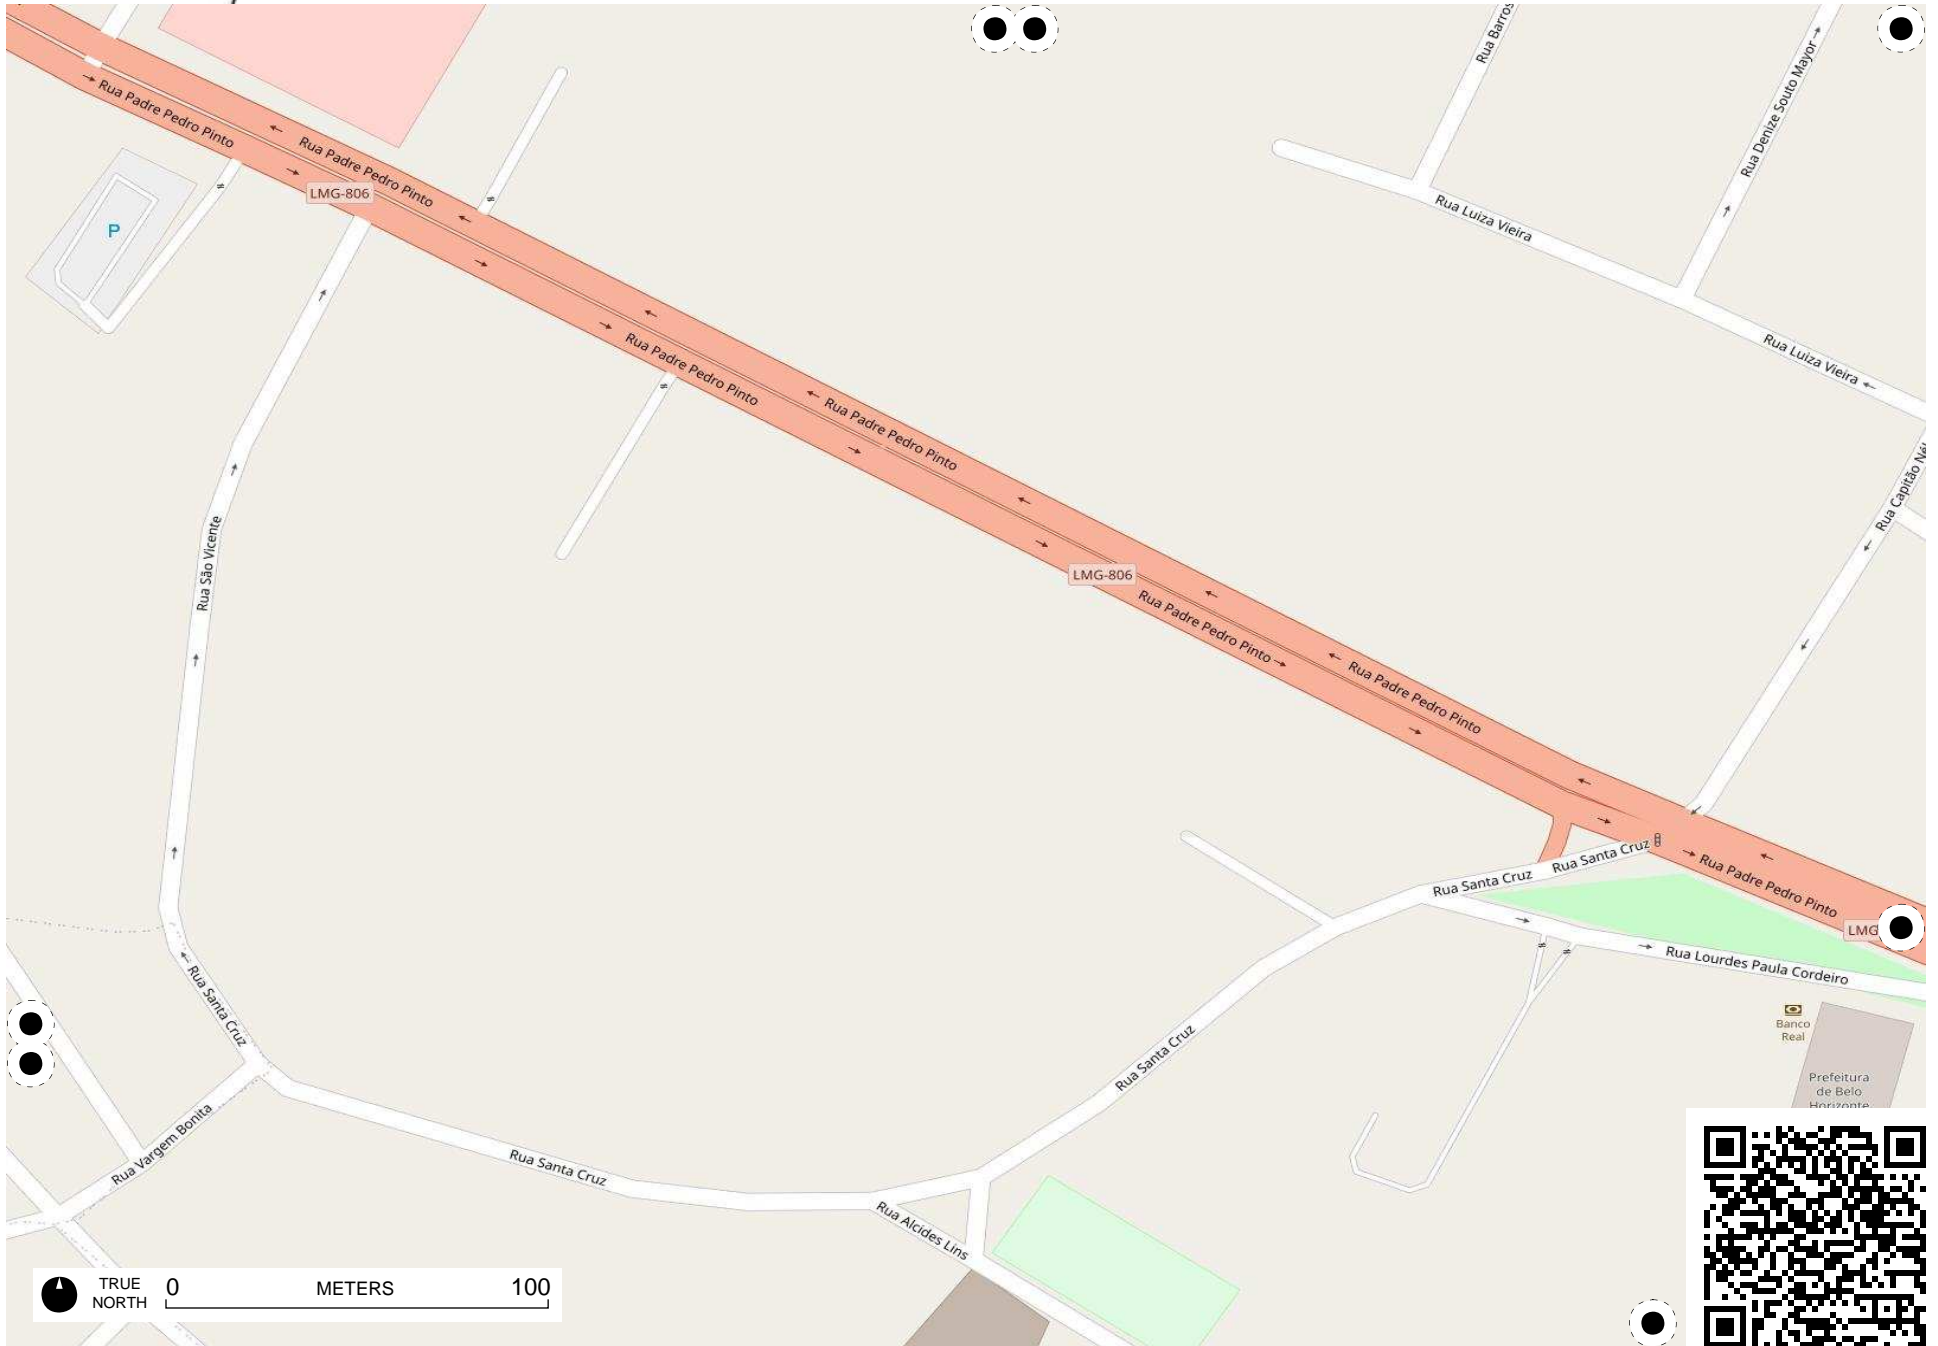 Rua Barros
Rua Denize Souto Mayor
Rua Padre Pedro Pinto
Rua Padre Pedro Pinto
LMG-806
P
Rua Luiza Vieira
Rua Luiza Vieira
Rua Padre Pedro Pinto
Rua Padre Pedro Pinto
Rua Capitão Nél
Rua São Vicente
LMG-806
Rua Padre Pedro Pinto
Rua Padre Pedro Pinto
Rua Santa Cruz
Rua Santa Cruz
Rua Padre Pedro Pinto
LMG
Rua Lourdes Paula Cordeiro
Rua Santa Cruz
Banco
Real
Rua Santa Cruz
Prefeitura
de Belo
Horizonte
Rua Vargem Bonita
Rua Santa Cruz
Rua Alcides Lins
TRUE
NORTH
0 METERS 100